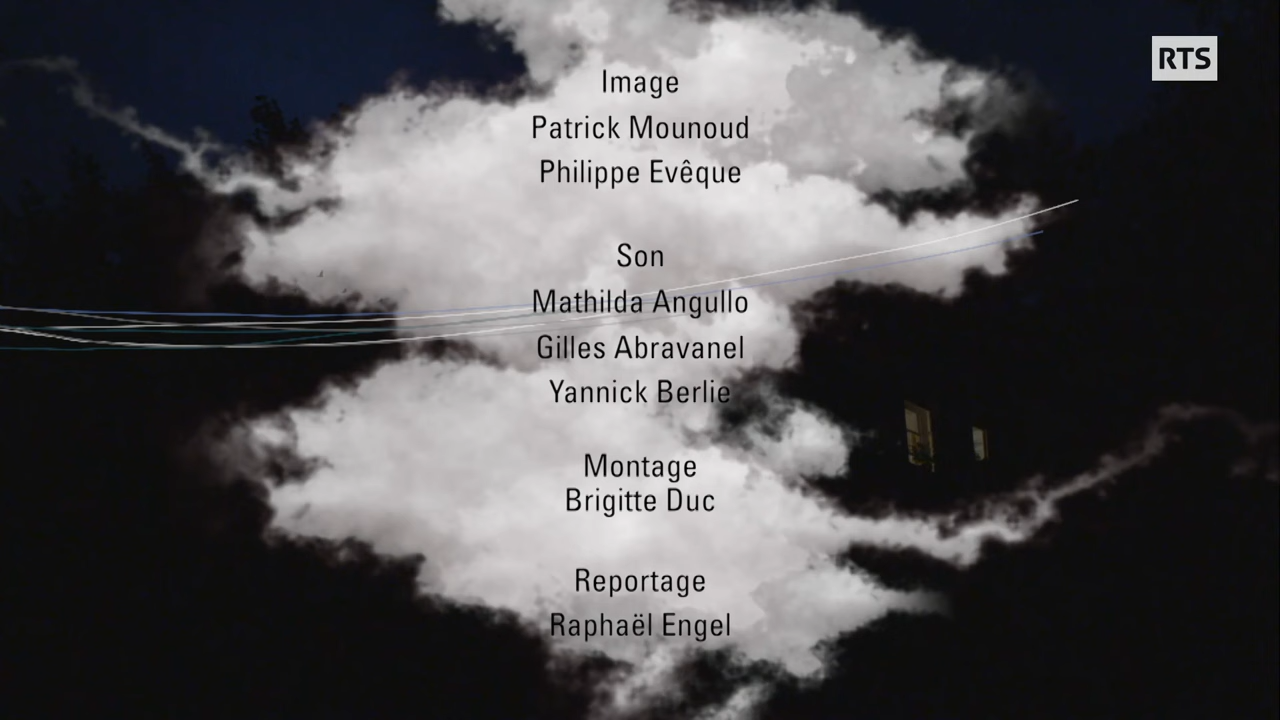 RTS
Image
Patrick Mounoud
Philippe Evêque
Son
Mathilda Angullo
Gilles Abravanel
Yannick Berlie
Montage
Brigitte Duc
Reportage
Raphaël Engel